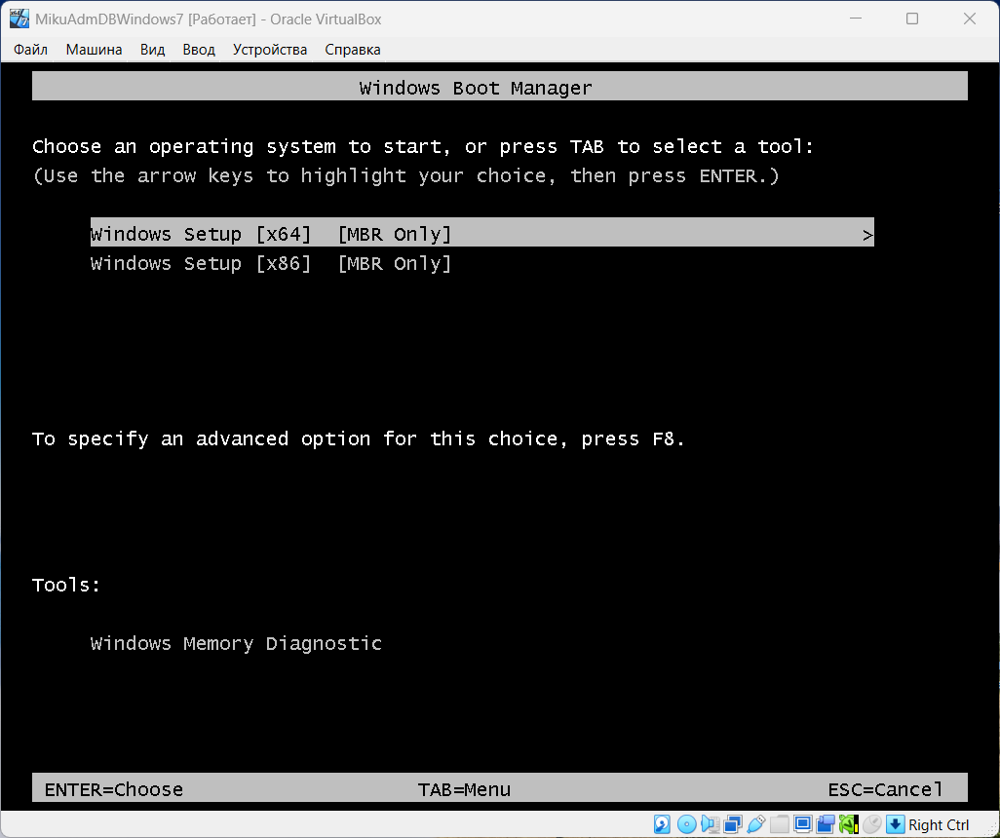 MikuAdmDBWindows7 [Работает] - Oracle VirtualBox
Файл Машина Вид Ввод Устройства Справка
Windows Boot Manager
Choose an operating system to start, or press TAB to select a tool:
(Use the arrow keys to highlight your choice, then press ENTER.)
Windows Setup [x64] [MBR Only] >
Windows Setup [x86] [MBR Only]
To specify an advanced option for this choice, press F8.
Tools:
Windows Memory Diagnostic
ENTER=Choose TAB=Menu ESC=Cancel
Right Ctrl